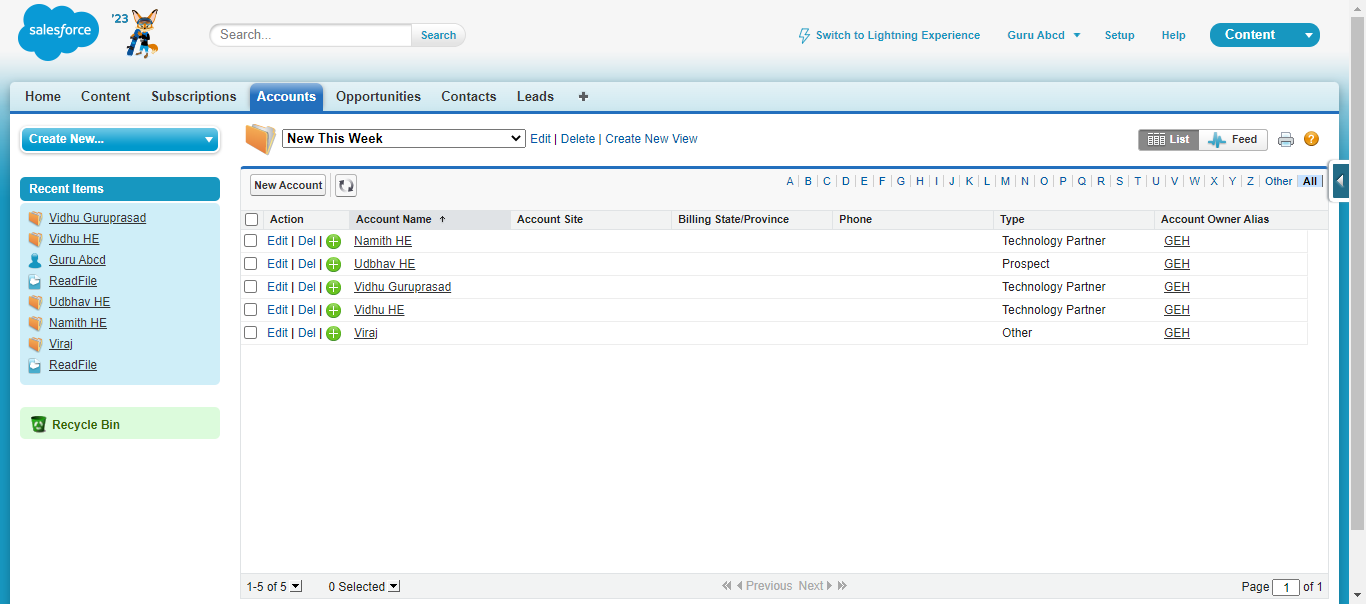 salesforce
'23
Search...
Search
Switch to Lightning Experience
Guru Abcd
Setup
Help
Content
Home
Content
Subscriptions
Accounts
Opportunities
Contacts
Leads
+
Create New...
Recent Items
Vidhu Guruprasad
Vidhu HE
Guru Abcd
ReadFile
Udbhav HE
Namith HE
Viraj
ReadFile
Recycle Bin
New This Week
Edit | Delete | Create New View
List
Feed
?
New Account
A | B | C | D | E | F | G | H | I | J | K | L | M | N | O | P | Q | R | S | T | U | V | W | X | Y | Z | Other | All |
Action Account Name ↑ Account Site Billing State/Province Phone Type Account Owner Alias
Edit | Del | Namith HE Technology Partner GEH
Edit | Del | Udbhav HE Prospect GEH
Edit | Del | Vidhu Guruprasad Technology Partner GEH
Edit | Del | Vidhu HE Technology Partner GEH
Edit | Del | Viraj Other GEH
1-5 of 5 0 Selected Previous Next Page 1 of 1